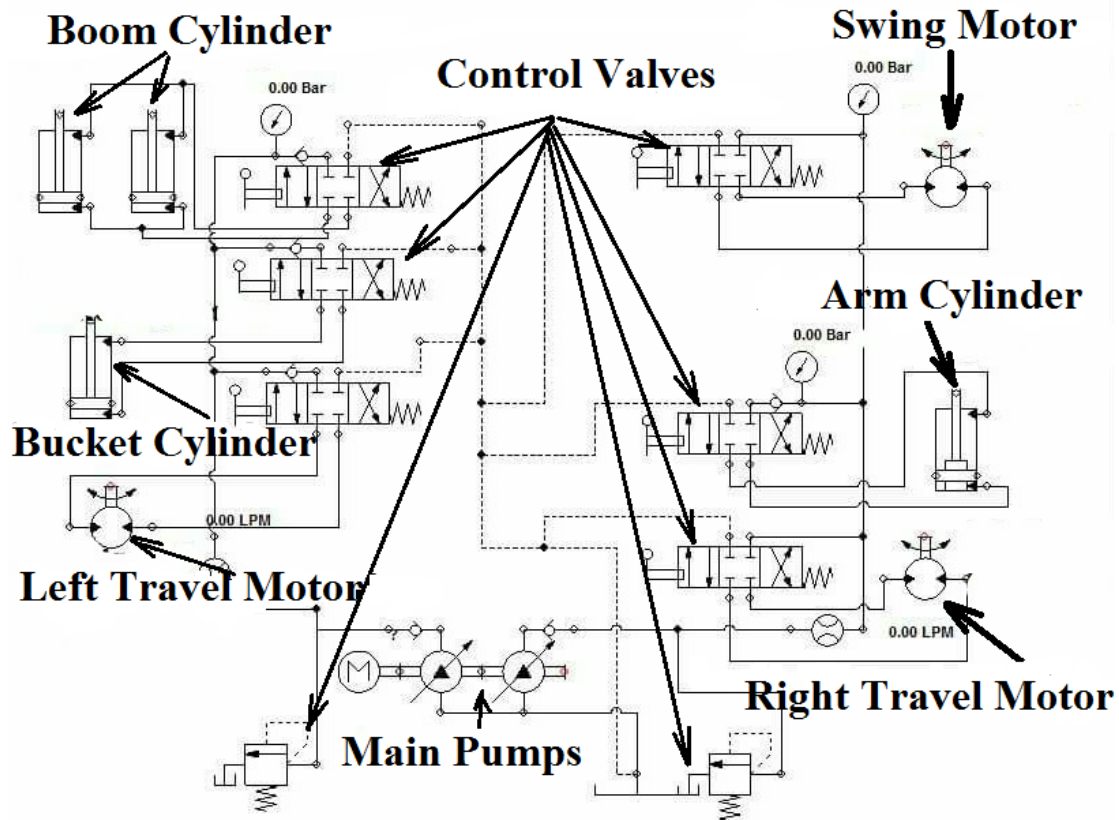 Boom Cylinder
Swing Motor
Control Valves
0.00 Bar
0.00 Bar
Arm Cylinder
0.00 Bar
Bucket Cylinder
0.00 LPM
Left Travel Motor
0.00 LPM
M
?
Right Travel Motor
Main Pumps